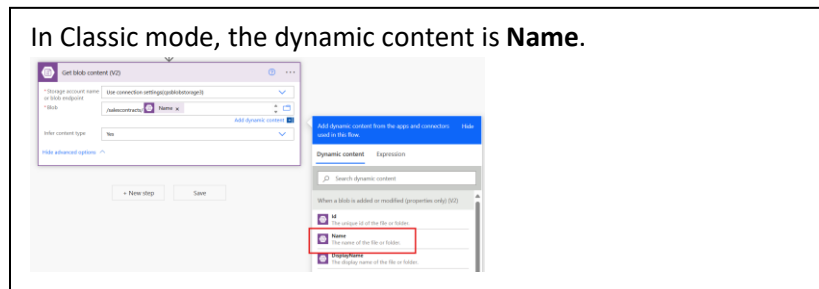 In Classic mode, the dynamic content is Name.
Get blob content (V2)
* Storage account name or blob endpoint
Use connection settings(cpsblobstorage3)
* Blob
/salescontracts/ Name x
Add dynamic content
Infer content type
Yes
Hide advanced options
+ New step
Save
Add dynamic content from the apps and connectors used in this flow.
Hide
Dynamic content
Expression
Search dynamic content
When a blob is added or modified (properties only) (V2)
Id
The unique id of the file or folder.
Name
The name of the file or folder.
DisplayName
The display name of the file or folder.